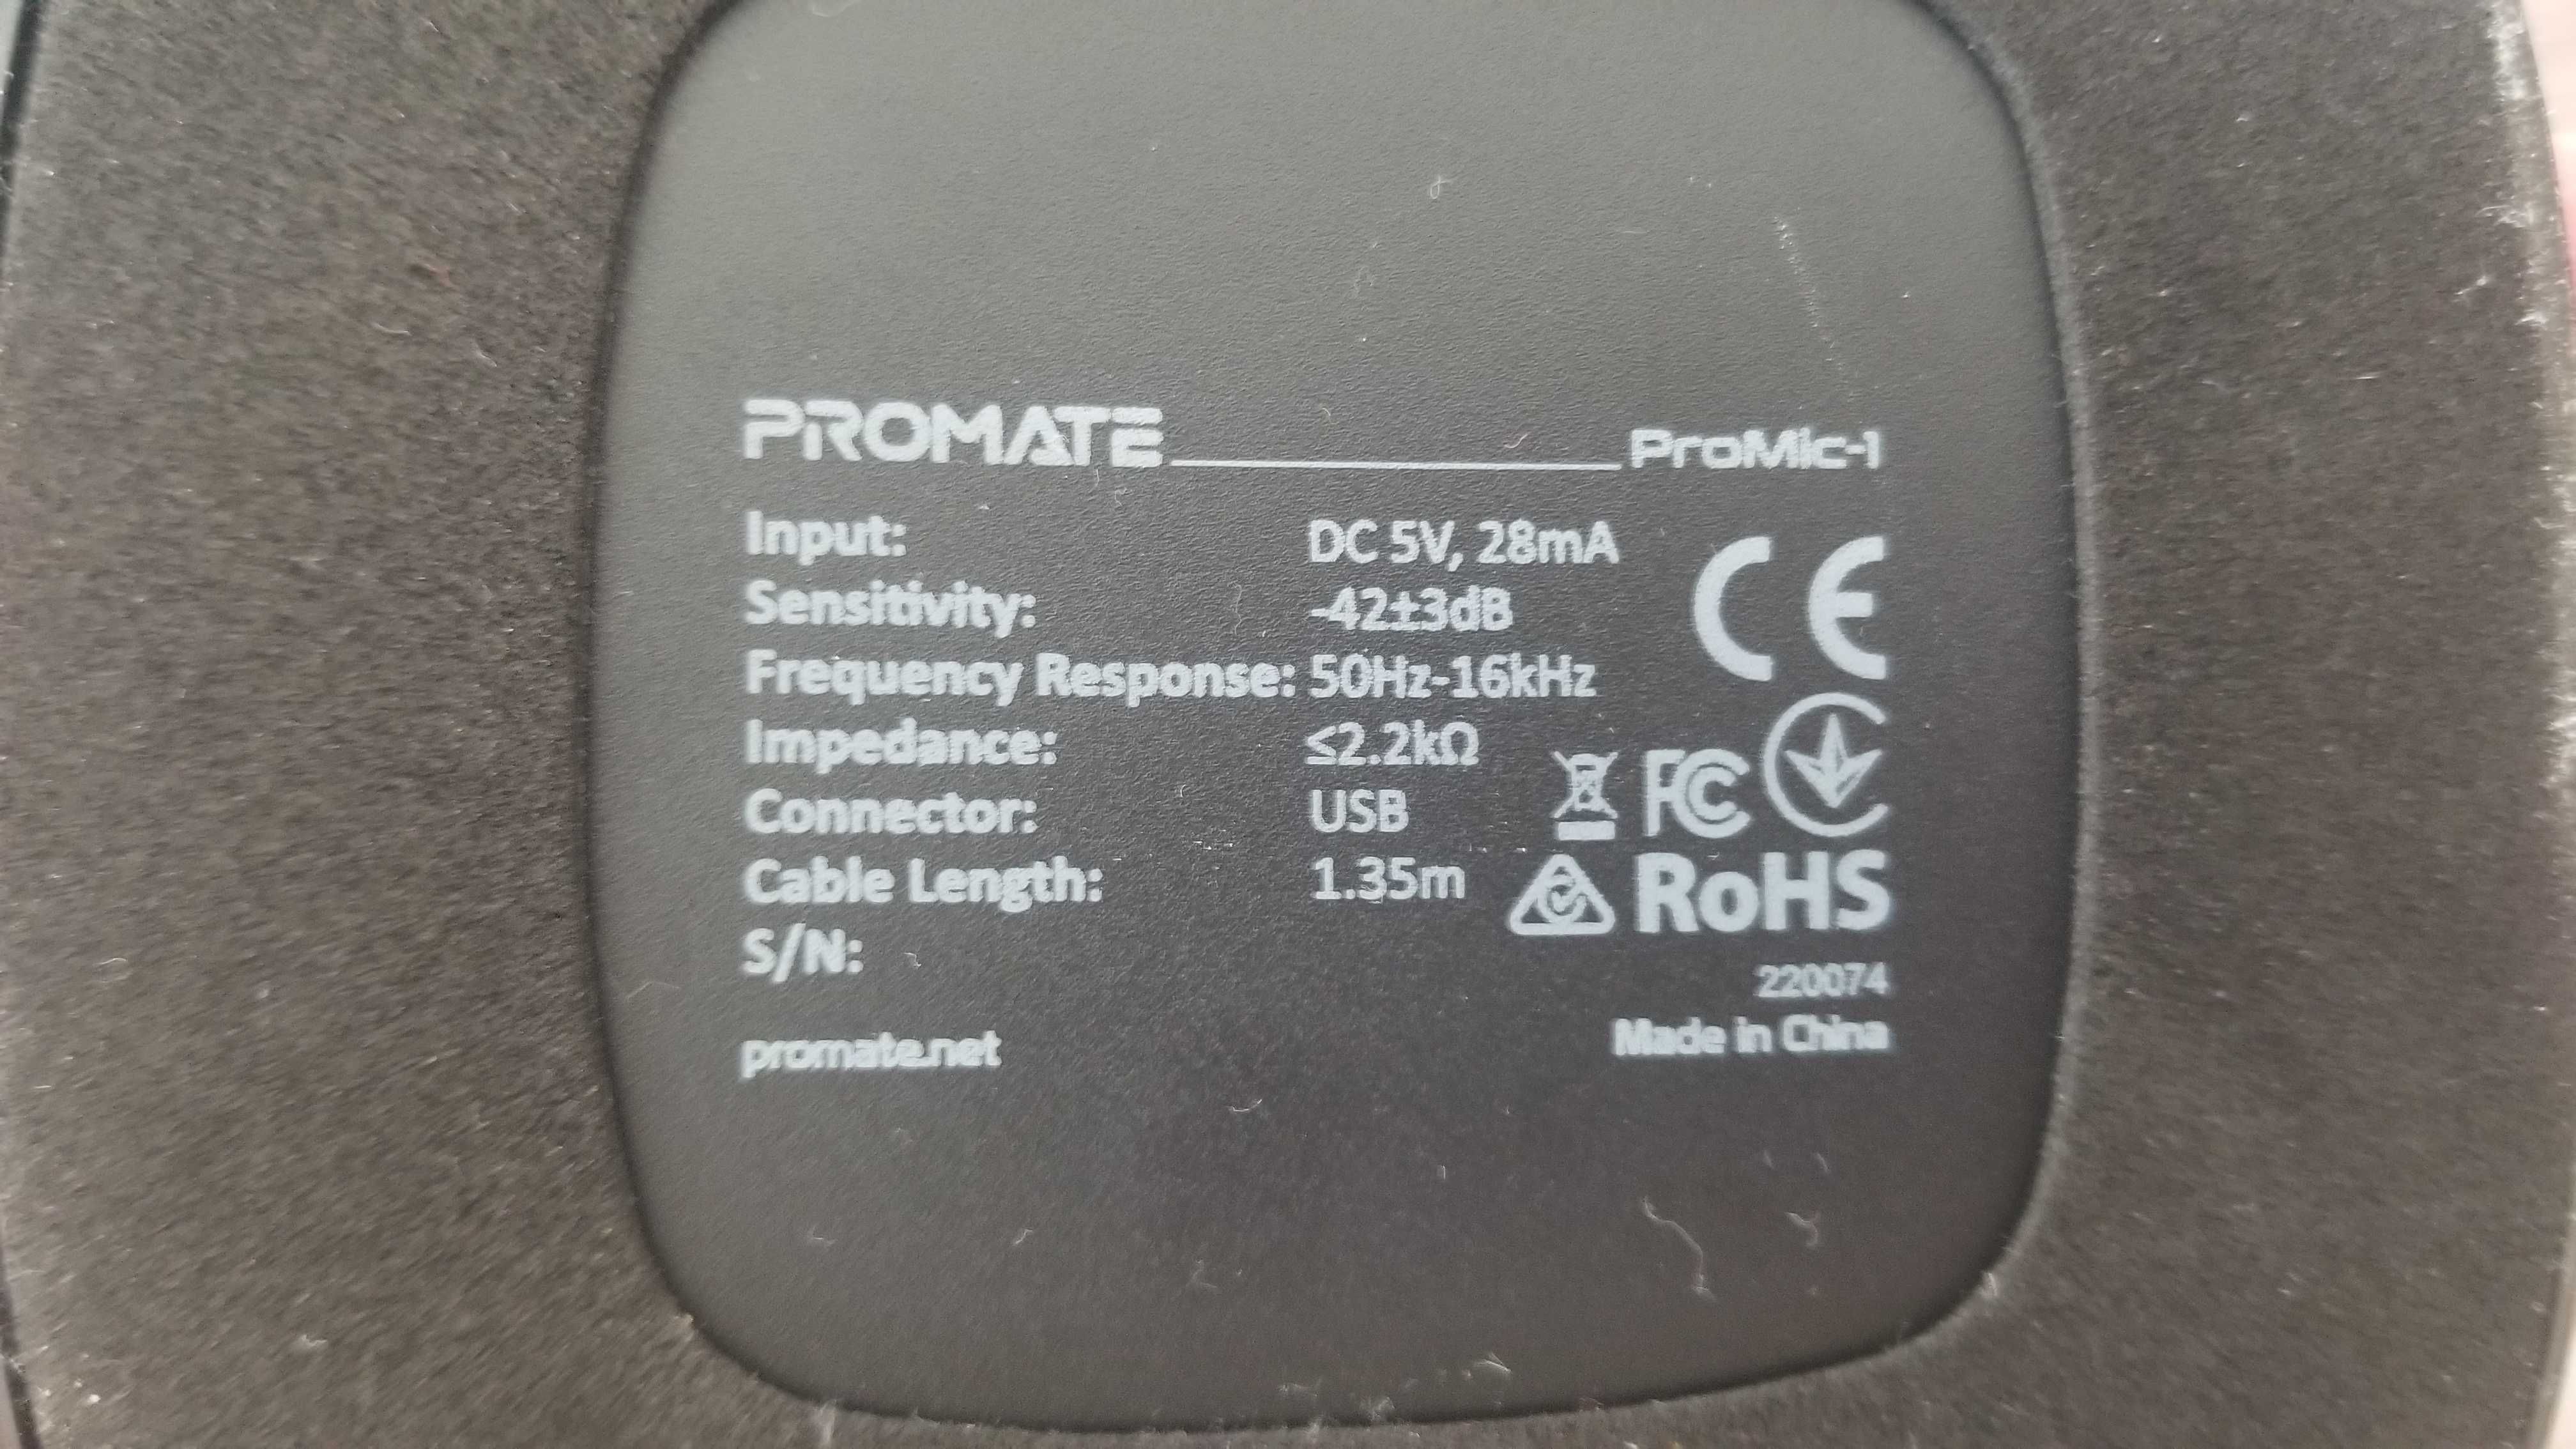 PROMATE ProMic-1
Input: DC 5V, 28mA
Sensitivity: -42±3dB
Frequency Response: 50Hz-16kHz
Impedance: ≤2.2kΩ
Connector: USB
Cable Length: 1.35m
S/N:
promate.net
CE
FC
RoHS
220074
Made in China